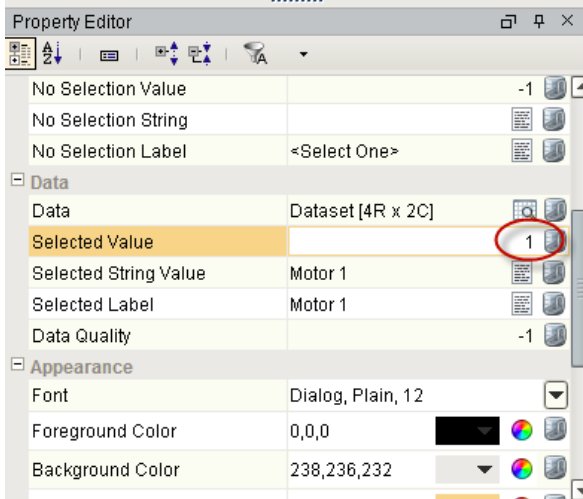 Property Editor
No Selection Value -1
No Selection String
No Selection Label <Select One>
Data
Data Dataset [4R x 2C]
Selected Value 1
Selected String Value Motor 1
Selected Label Motor 1
Data Quality -1
Appearance
Font Dialog, Plain, 12
Foreground Color 0,0,0
Background Color 238,236,232